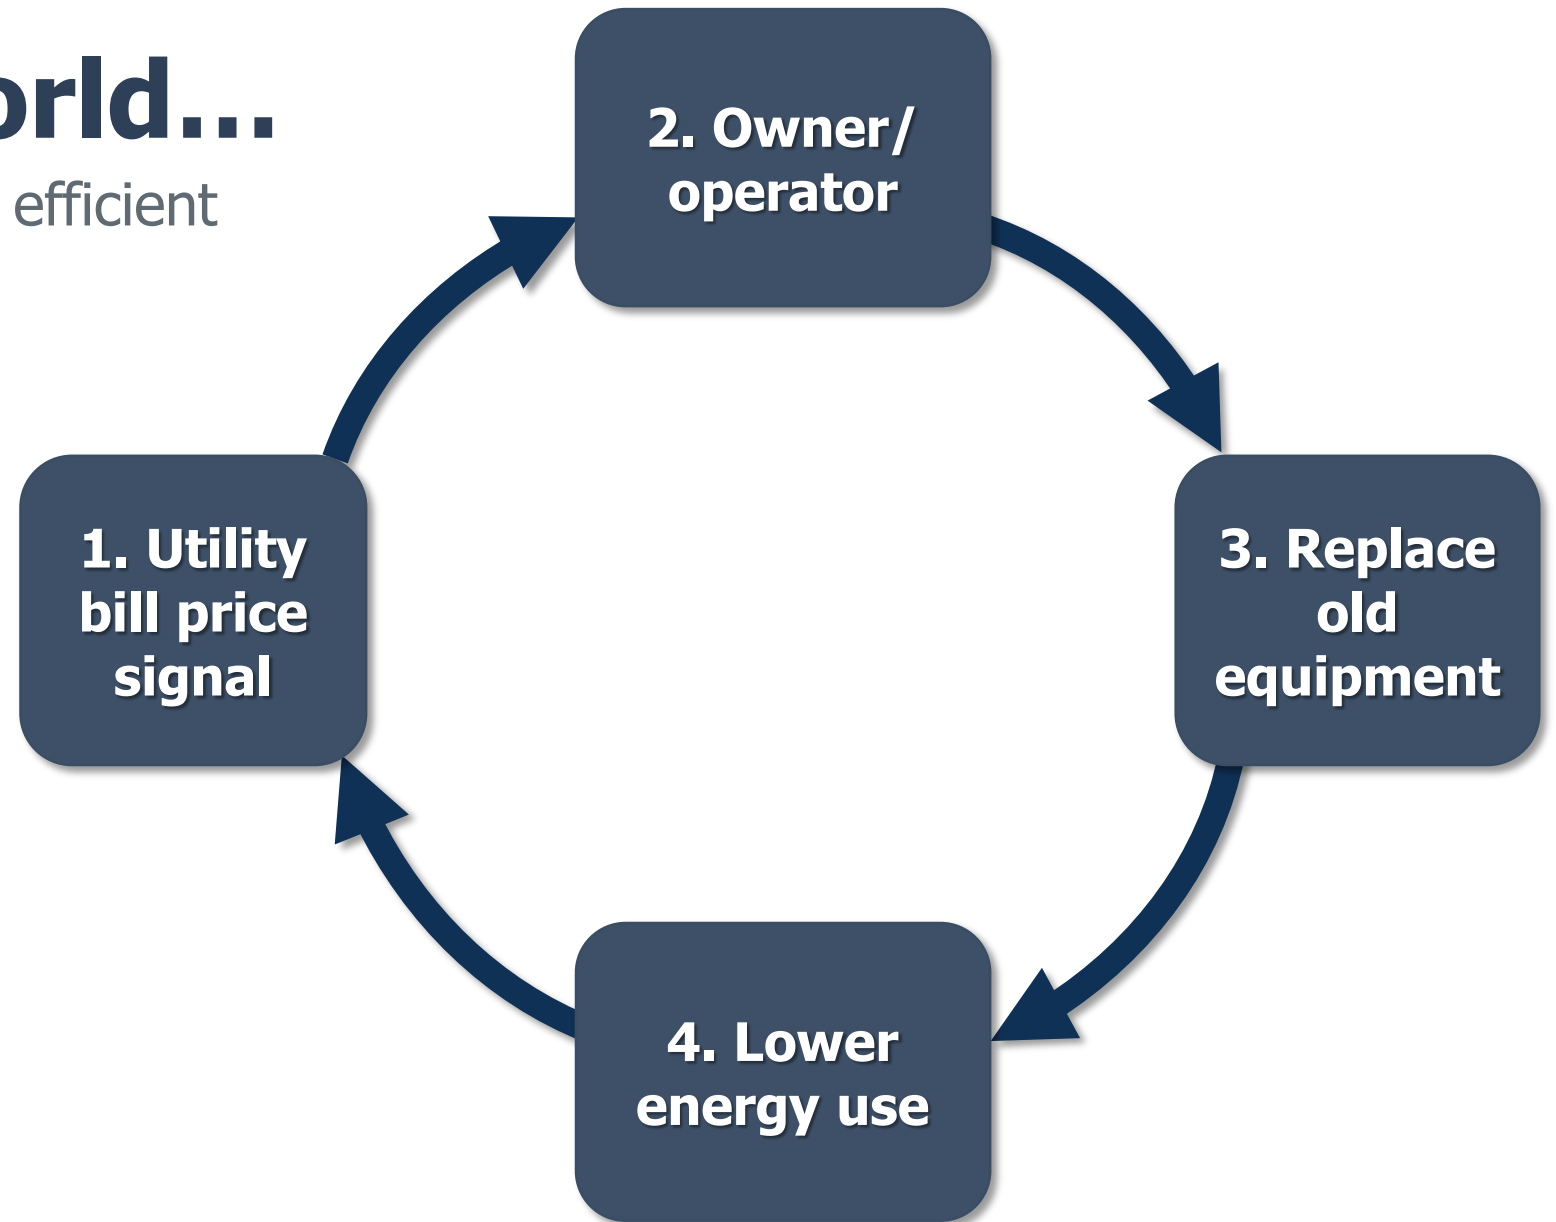 orld...
efficient
2. Owner/
operator
1. Utility
bill price
signal
3. Replace
old
equipment
4. Lower
energy use